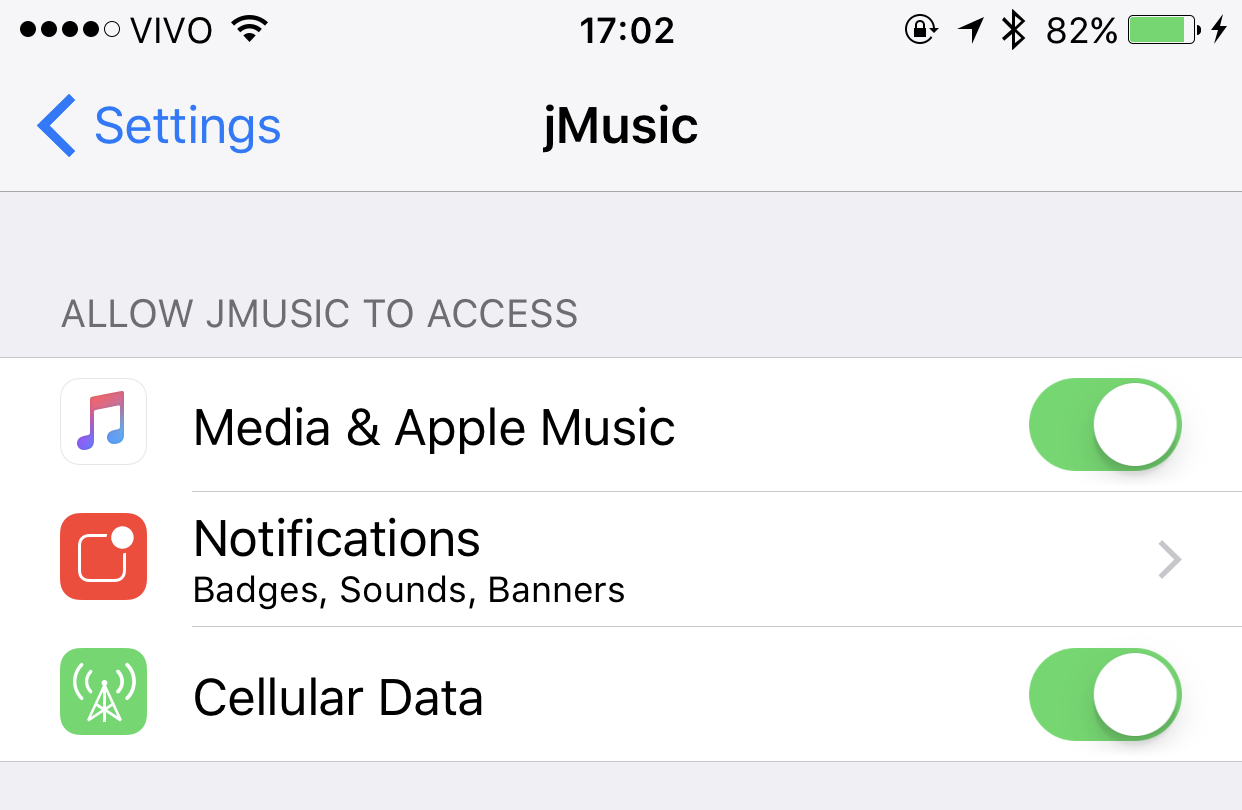 VIVO 17:02 82%
Settings jMusic
ALLOW JMUSIC TO ACCESS
Media & Apple Music
Notifications
Badges, Sounds, Banners
Cellular Data